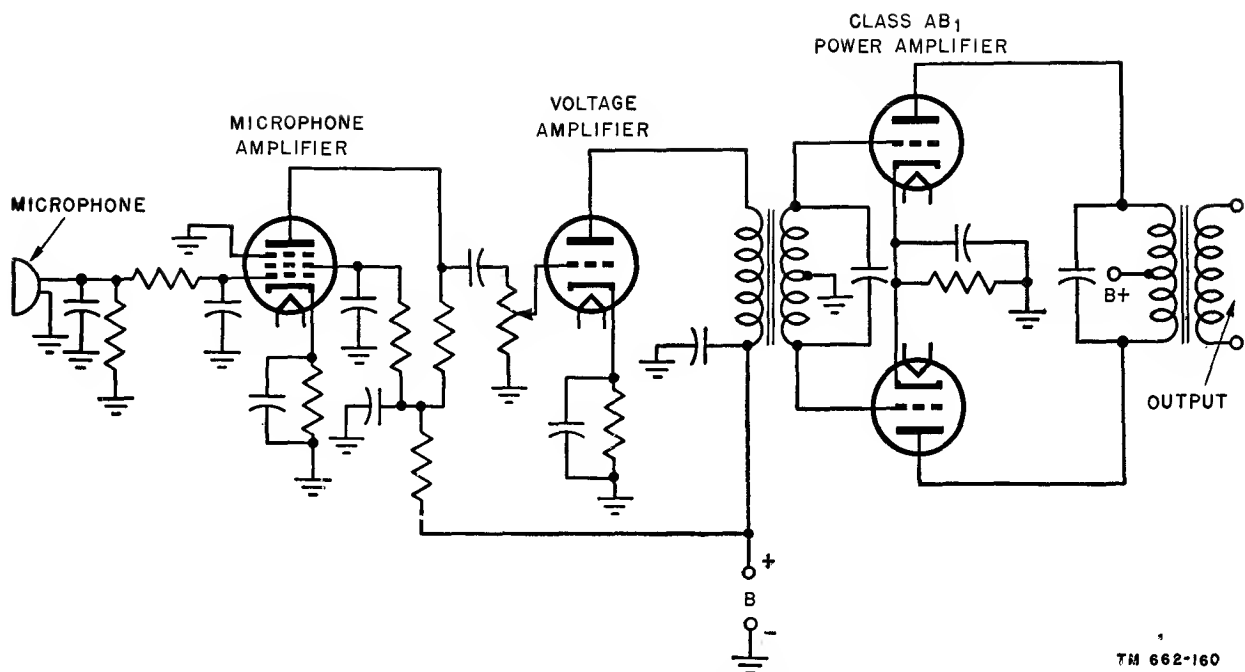 CLASS AB₁
POWER AMPLIFIER
VOLTAGE
AMPLIFIER
MICROPHONE
AMPLIFIER
MICROPHONE
B+
OUTPUT
+
B
-
TM 662-160